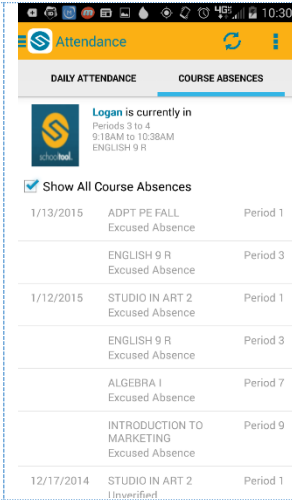 4G 10:30
Attendance
DAILY ATTENDANCE COURSE ABSENCES
Logan is currently in
Periods 3 to 4
9:18AM to 10:38AM
ENGLISH 9 R
schooltool.
Show All Course Absences
1/13/2015 ADPT PE FALL Period 1
Excused Absence
ENGLISH 9 R Period 3
Excused Absence
1/12/2015 STUDIO IN ART 2 Period 1
Excused Absence
ENGLISH 9 R Period 3
Excused Absence
ALGEBRA I Period 7
Excused Absence
INTRODUCTION TO Period 9
MARKETING
Excused Absence
12/17/2014 STUDIO IN ART 2 Period 1
Unverified